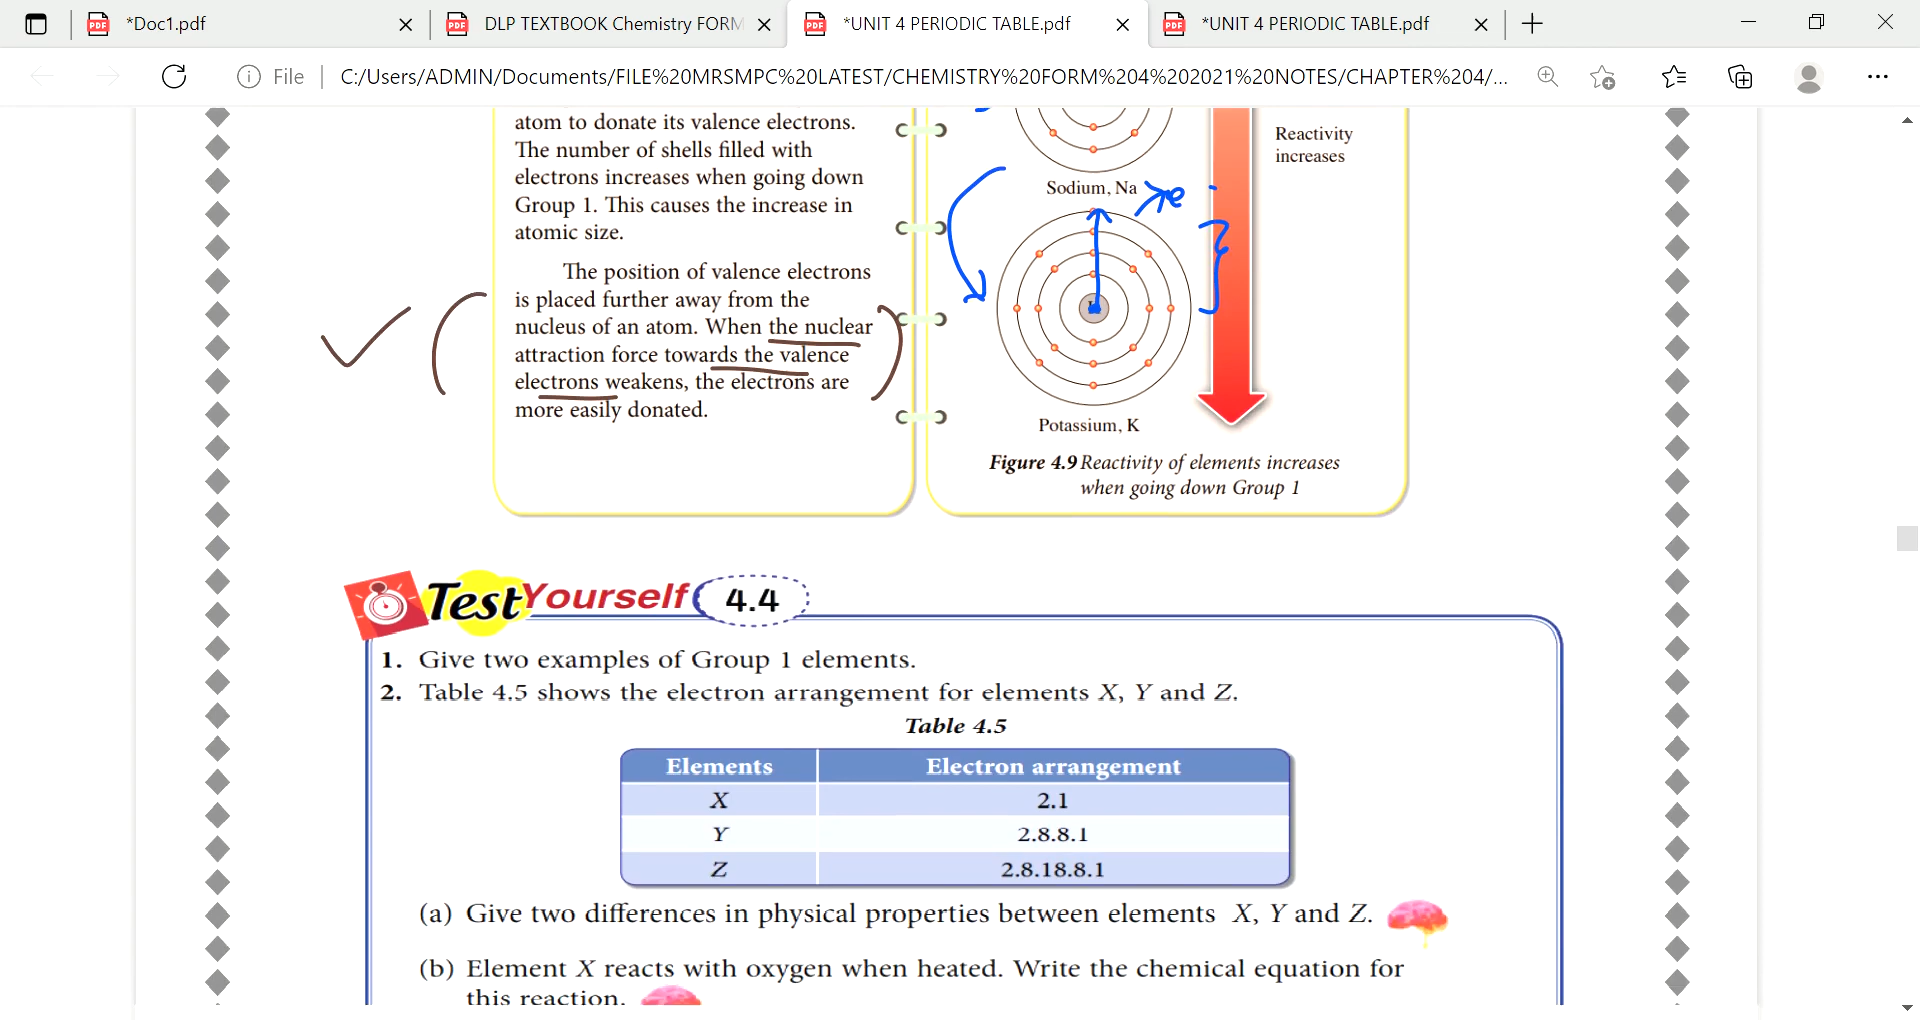 *Doc1.pdf
DLP TEXTBOOK Chemistry FORM
*UNIT 4 PERIODIC TABLE.pdf
*UNIT 4 PERIODIC TABLE.pdf
File
C:/Users/ADMIN/Documents/FILE%20MRSMPC%20LATEST/CHEMISTRY%20FORM%204%202021%20NOTES/CHAPTER%204/...
atom to donate its valence electrons.
The number of shells filled with
electrons increases when going down
Group 1. This causes the increase in
atomic size.
The position of valence electrons
is placed further away from the
nucleus of an atom. When the nuclear
attraction force towards the valence
electrons weakens, the electrons are
more easily donated.
Reactivity
increases
Sodium, Na
e
Potassium, K
Figure 4.9 Reactivity of elements increases
when going down Group 1
Test Yourself 4.4
1. Give two examples of Group 1 elements.
2. Table 4.5 shows the electron arrangement for elements X, Y and Z.
Table 4.5
Elements Electron arrangement
X 2.1
Y 2.8.8.1
Z 2.8.18.8.1
(a) Give two differences in physical properties between elements X, Y and Z.
(b) Element X reacts with oxygen when heated. Write the chemical equation for
this reaction.